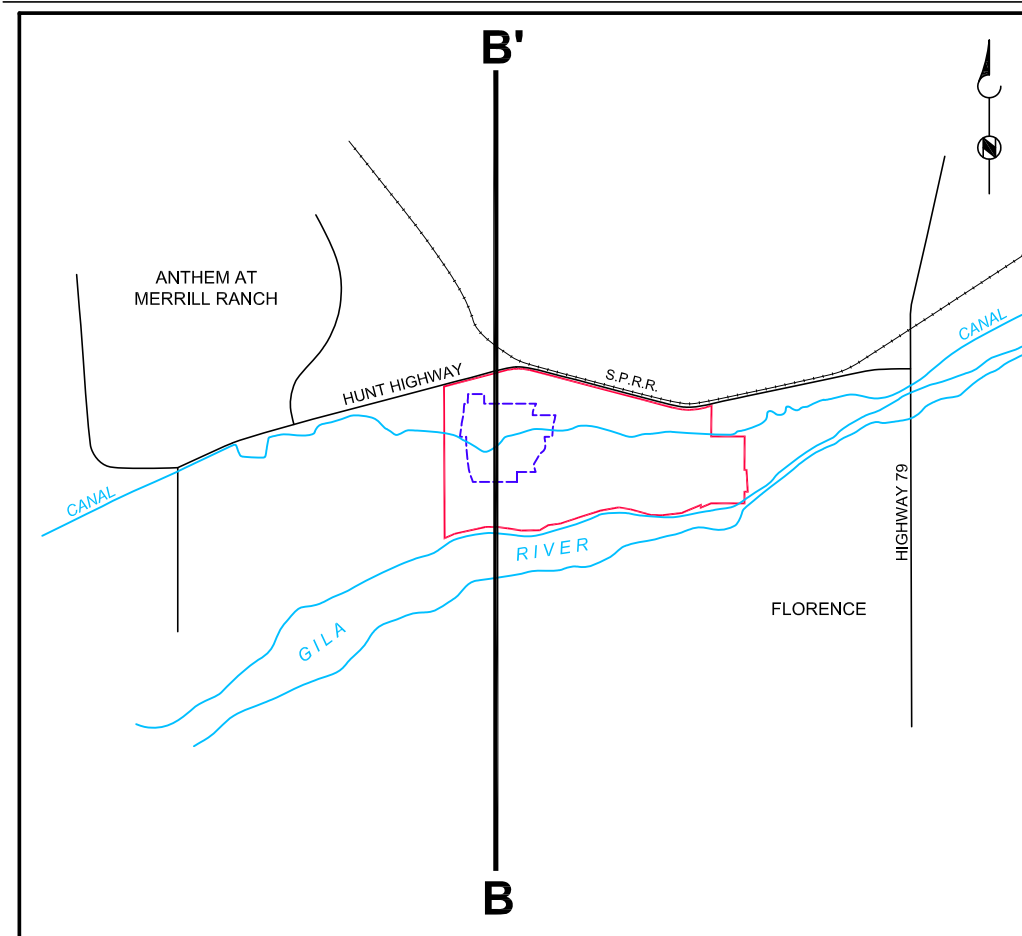 B'
ANTHEM AT
MERRILL RANCH
CANAL
S.P.R.R.
HUNT HIGHWAY
CANAL
HIGHWAY 79
RIVER
FLORENCE
GILA
B